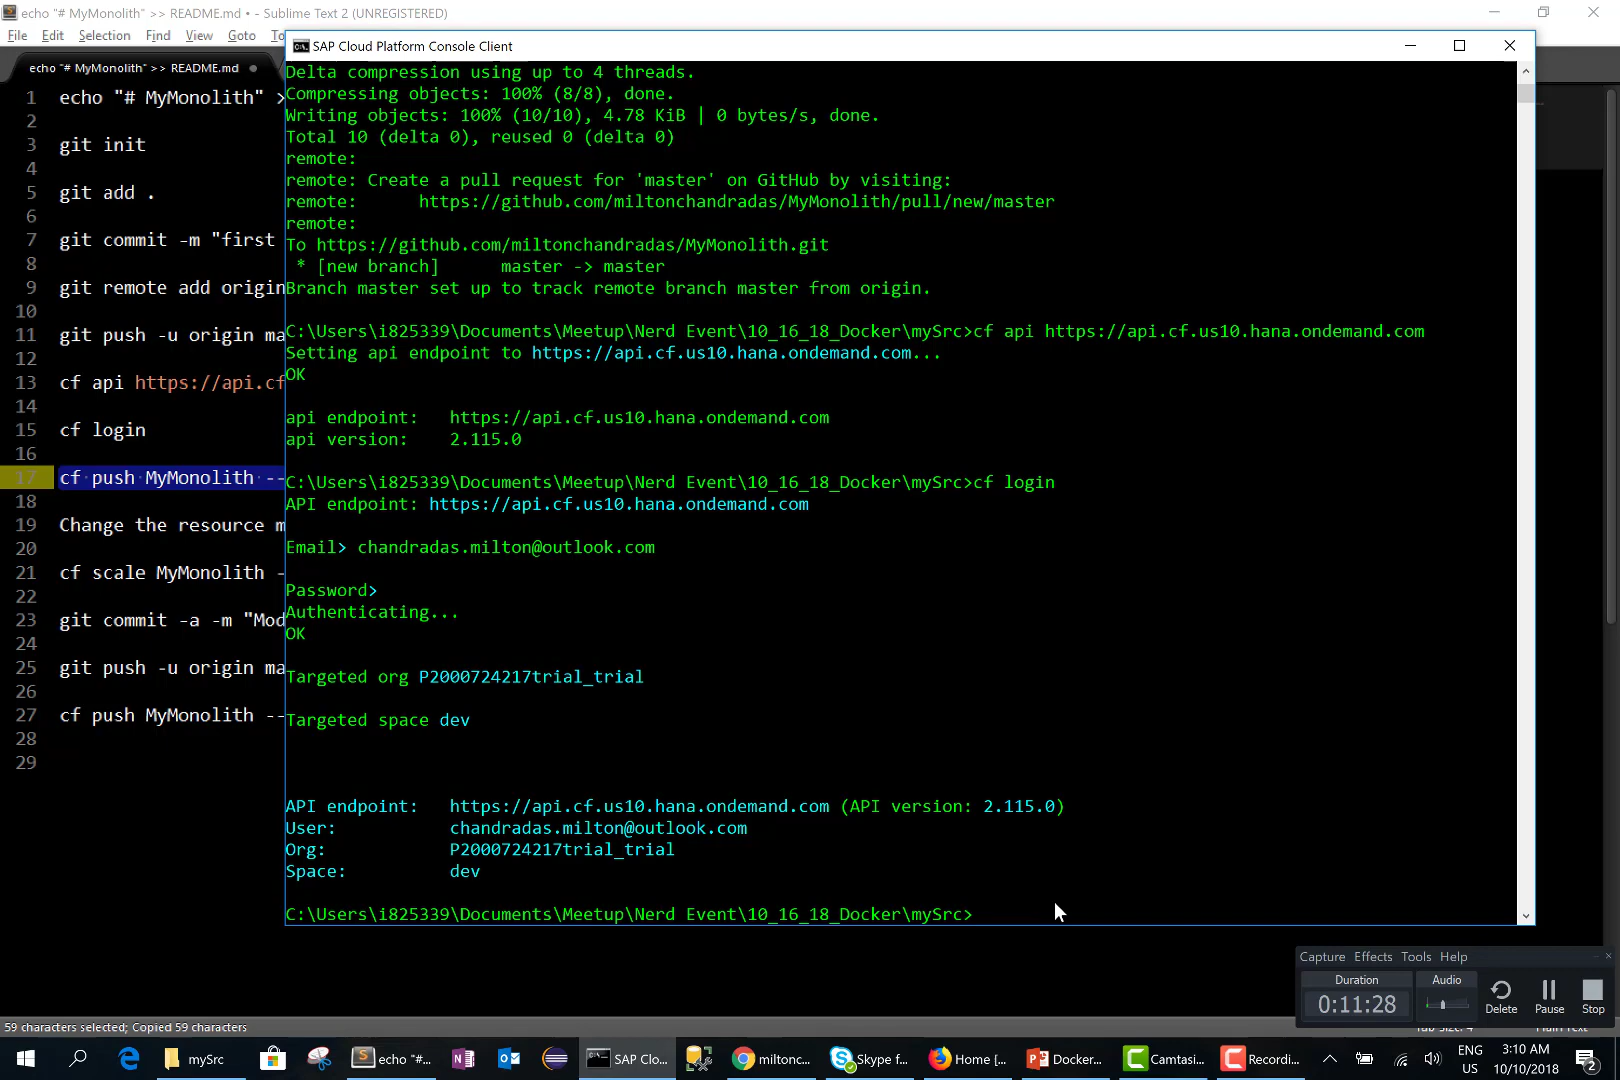 echo "# MyMonolith" >> README.md • - Sublime Text 2 (UNREGISTERED)
File Edit Selection Find View Goto To
echo "# MyMonolith" >> README.md
1 echo "# MyMonolith" >
2
3 git init
4
5 git add .
6
7 git commit -m "first
8
9 git remote add origin
10
11 git push -u origin ma
12
13 cf api https://api.cf
14
15 cf login
16
17 cf push MyMonolith --
18
19 Change the resource m
20
21 cf scale MyMonolith -
22
23 git commit -a -m "Mod
24
25 git push -u origin ma
26
27 cf push MyMonolith --
28
29
SAP Cloud Platform Console Client
Delta compression using up to 4 threads.
Compressing objects: 100% (8/8), done.
Writing objects: 100% (10/10), 4.78 KiB | 0 bytes/s, done.
Total 10 (delta 0), reused 0 (delta 0)
remote:
remote: Create a pull request for 'master' on GitHub by visiting:
remote:      https://github.com/miltonchandradas/MyMonolith/pull/new/master
remote:
To https://github.com/miltonchandradas/MyMonolith.git
 * [new branch]      master -> master
Branch master set up to track remote branch master from origin.
C:\Users\i825339\Documents\Meetup\Nerd Event\10_16_18_Docker\mySrc>cf api https://api.cf.us10.hana.ondemand.com
Setting api endpoint to https://api.cf.us10.hana.ondemand.com...
OK
api endpoint:   https://api.cf.us10.hana.ondemand.com
api version:    2.115.0
C:\Users\i825339\Documents\Meetup\Nerd Event\10_16_18_Docker\mySrc>cf login
API endpoint: https://api.cf.us10.hana.ondemand.com
Email> chandradas.milton@outlook.com
Password>
Authenticating...
OK
Targeted org P2000724217trial_trial
Targeted space dev
API endpoint:   https://api.cf.us10.hana.ondemand.com (API version: 2.115.0)
User:           chandradas.milton@outlook.com
Org:            P2000724217trial_trial
Space:          dev
C:\Users\i825339\Documents\Meetup\Nerd Event\10_16_18_Docker\mySrc>
Capture Effects Tools Help
Duration Audio
0:11:28 Delete Pause Stop
59 characters selected; Copied 59 characters
mySrc echo "#... SAP Clo... miltonc... Skype f... Home [... Docker... Camtasi... Recordi... ENG US 3:10 AM 10/10/2018 2